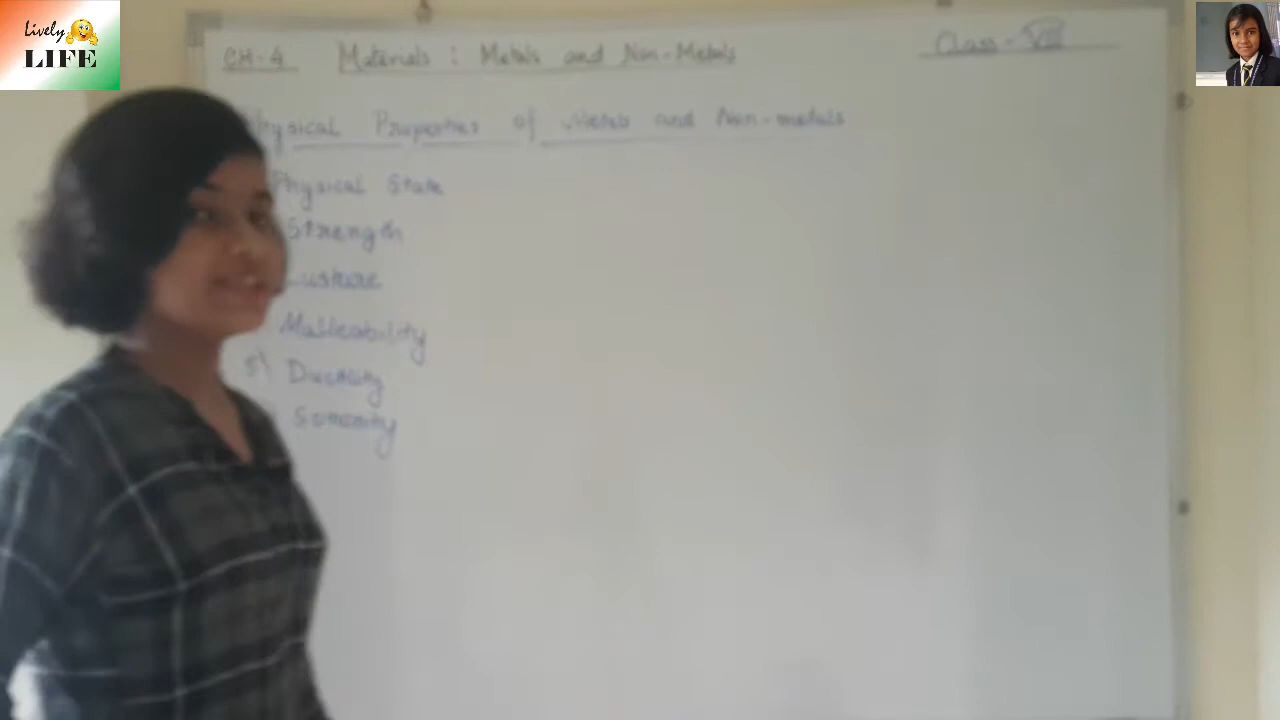 Lively
LIFE
CH-4 Materials : Metals and Non-Metals Class - VIII
Physical Properties of Metals and Non-metals
Physical State
Strength
Lusture
Malleability
5) Ductility
Sonority